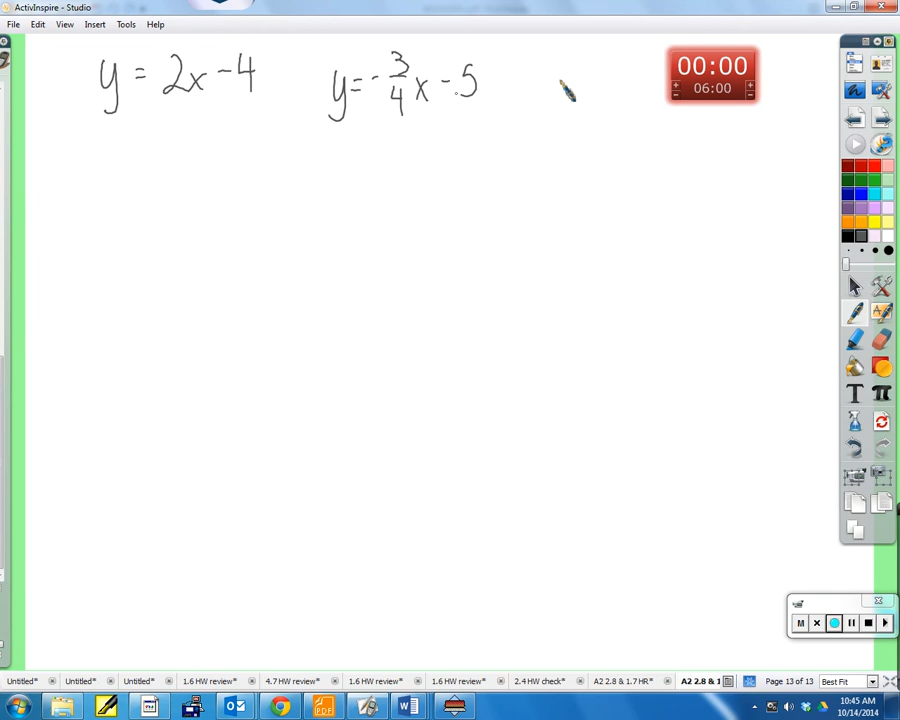 ActivInspire - Studio
File Edit View Insert Tools Help
y = 2x - 4 y = -3/4 x - 5
00:00
06:00
T π
M
Untitled* Untitled* Untitled* 1.6 HW review* 4.7 HW review* 1.6 HW review* 1.6 HW review* 2.4 HW check* A2 2.8 & 1.7 HR* A2 2.8 & 1 Page 13 of 13 Best Fit
PDF
10:45 AM
10/14/2014